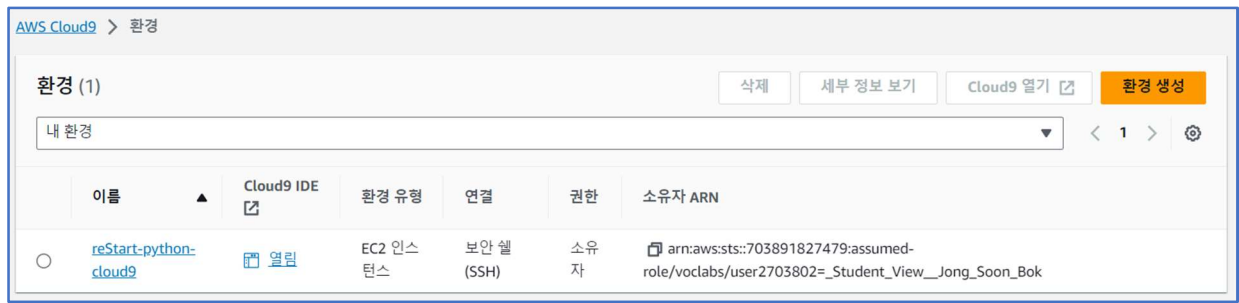 AWS Cloud9 > 환경
환경 (1)
삭제
세부 정보 보기
Cloud9 열기
환경 생성
내 환경
< 1 >
이름
Cloud9 IDE
환경 유형
연결
권한
소유자 ARN
reStart-python-
cloud9
열림
EC2 인스
턴스
보안 쉘
(SSH)
소유
자
arn:aws:sts::703891827479:assumed-
role/voclabs/user2703802=_Student_View__Jong_Soon_Bok